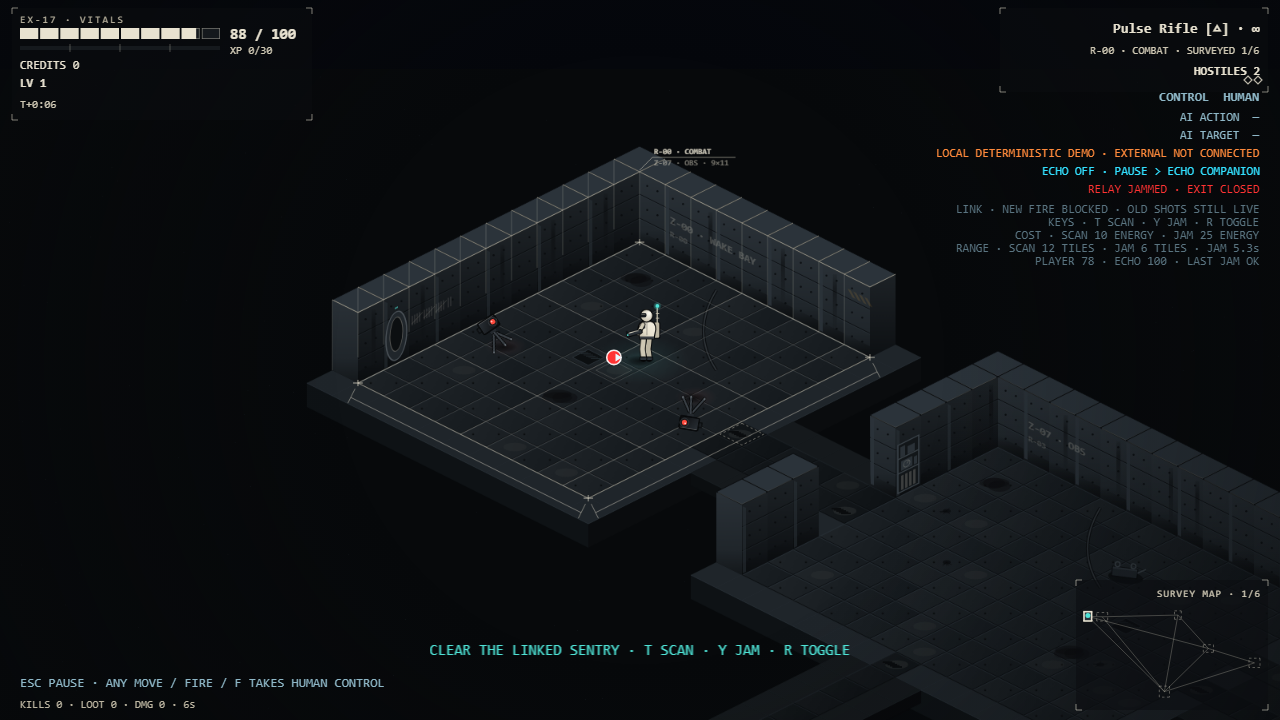 EX-17 · VITALS
88 / 100
XP 0/30
CREDITS 0
LV 1
T+0:06
Pulse Rifle [▲] · ∞
R-00 · COMBAT · SURVEYED 1/6
HOSTILES 2
CONTROL HUMAN
AI ACTION —
AI TARGET —
LOCAL DETERMINISTIC DEMO · EXTERNAL NOT CONNECTED
ECHO OFF · PAUSE > ECHO COMPANION
RELAY JAMMED · EXIT CLOSED
LINK · NEW FIRE BLOCKED · OLD SHOTS STILL LIVE
KEYS · T SCAN · Y JAM · R TOGGLE
COST · SCAN 10 ENERGY · JAM 25 ENERGY
RANGE · SCAN 12 TILES · JAM 6 TILES · JAM 5.3s
PLAYER 78 · ECHO 100 · LAST JAM OK
R-00 · COMBAT
Z-07 · OBS · 9×11
Z-00 · WAKE BAY
R-00
Z-07 · OBS
SURVEY MAP · 1/6
CLEAR THE LINKED SENTRY · T SCAN · Y JAM · R TOGGLE
ESC PAUSE · ANY MOVE / FIRE / F TAKES HUMAN CONTROL
KILLS 0 · LOOT 0 · DMG 0 · 6s